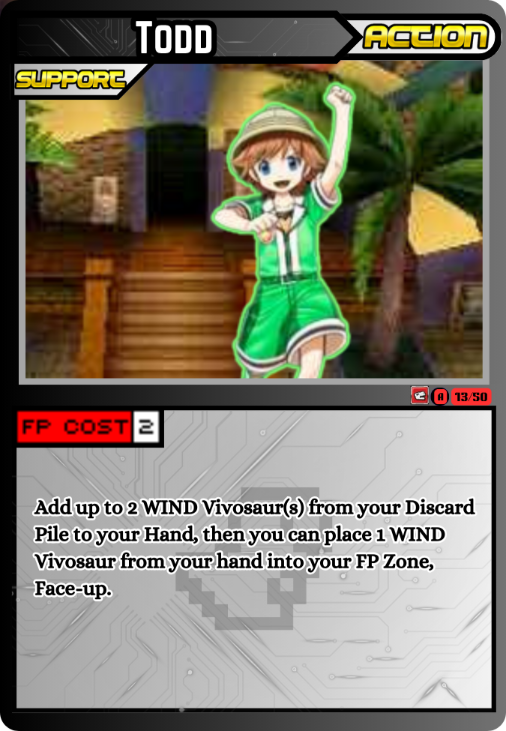 Todd
ACTION
SUPPORT
A 13/50
FP COST 2
Add up to 2 WIND Vivosaur(s) from your Discard
Pile to your Hand, then you can place 1 WIND
Vivosaur from your hand into your FP Zone,
Face-up.